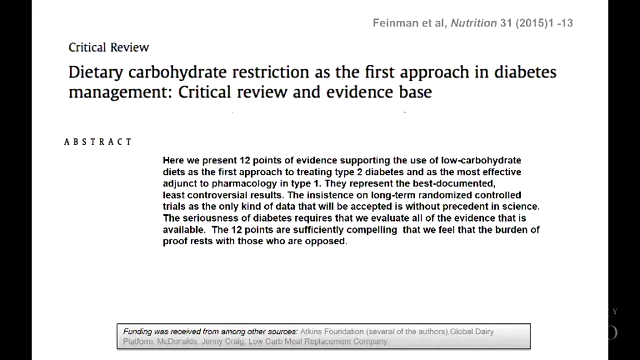 Feinman et al, Nutrition 31 (2015)1 -13
Critical Review
Dietary carbohydrate restriction as the first approach in diabetes
management: Critical review and evidence base
ABSTRACT
Here we present 12 points of evidence supporting the use of low-carbohydrate
diets as the first approach to treating type 2 diabetes and as the most effective
adjunct to pharmacology in type 1. They represent the best-documented,
least controversial results. The insistence on long-term randomized controlled
trials as the only kind of data that will be accepted is without precedent in science.
The seriousness of diabetes requires that we evaluate all of the evidence that is
available. The 12 points are sufficiently compelling that we feel that the burden of
proof rests with those who are opposed.
Funding was received from among other sources: Atkins Foundation (several of the authors),Global Dairy
Platform, McDonalds, Jenny Craig, Low Carb Meal Replacement Company,